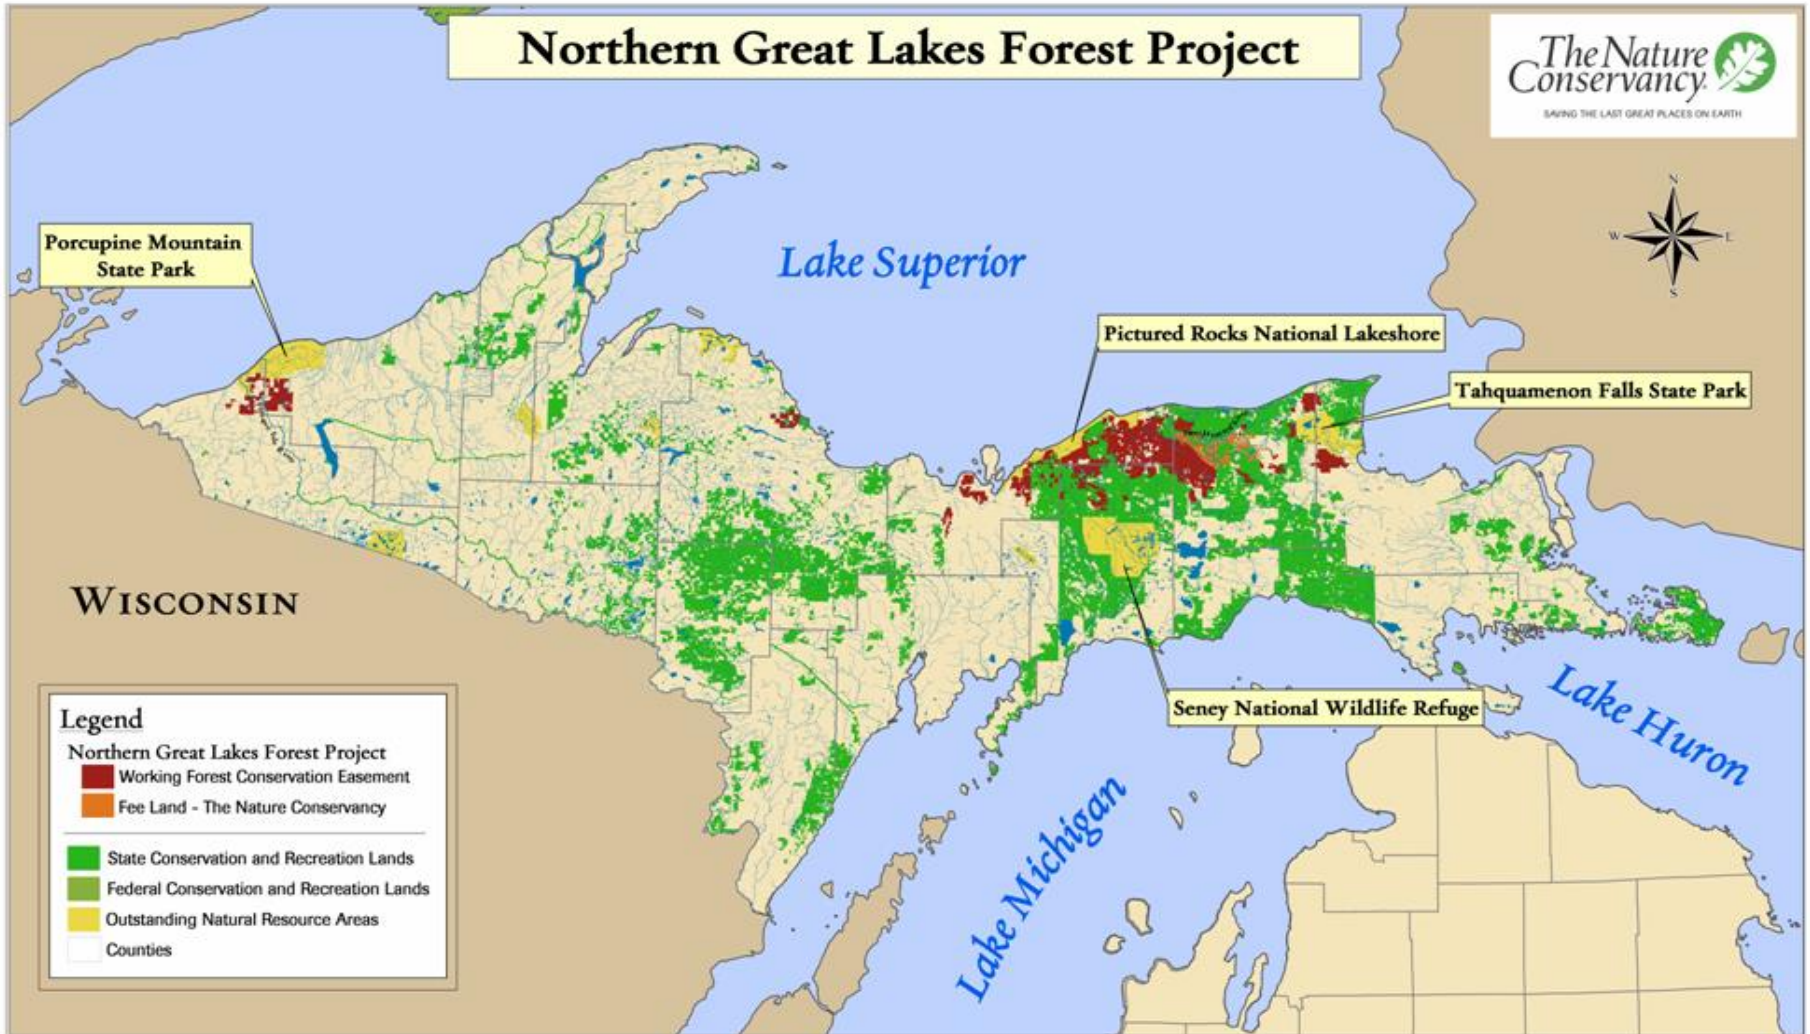 Northern Great Lakes Forest Project
The Nature
Conservancy
SAVING THE LAST GREAT PLACES ON EARTH
N
W
E
S
Porcupine Mountain
State Park
Lake Superior
Pictured Rocks National Lakeshore
Tahquamenon Falls State Park
WISCONSIN
Seney National Wildlife Refuge
Lake Huron
Lake Michigan
Legend
Northern Great Lakes Forest Project
Working Forest Conservation Easement
Fee Land - The Nature Conservancy
State Conservation and Recreation Lands
Federal Conservation and Recreation Lands
Outstanding Natural Resource Areas
Counties